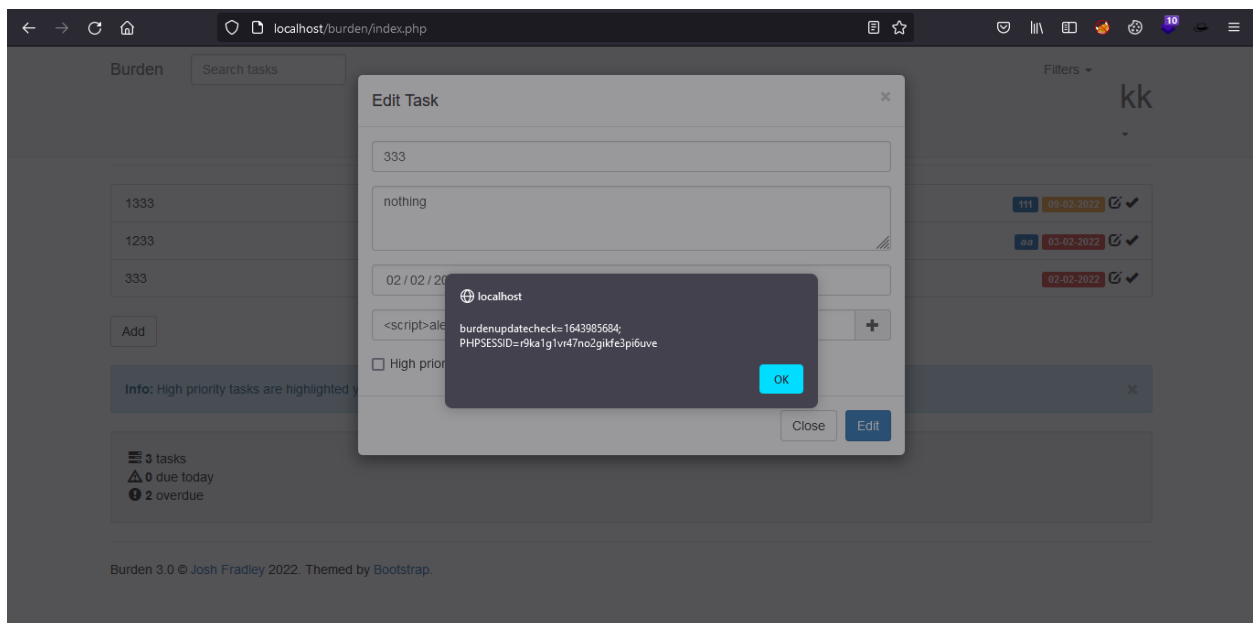 localhost/burden/index.php
10
Burden
Search tasks
Filters
kk
Edit Task
×
333
nothing
1333
111
09-02-2022
1233
aa
03-02-2022
333
02-02-2022
02 / 02 / 20
localhost
burdenupdatecheck=1643985684;
PHPSESSID=r9ka1g1vr47no2gikfe3pi6uve
OK
<script>ale
+
Add
High prior
Info: High priority tasks are highlighted y
×
Close
Edit
3 tasks
0 due today
2 overdue
Burden 3.0 © Josh Fradley 2022. Themed by Bootstrap.